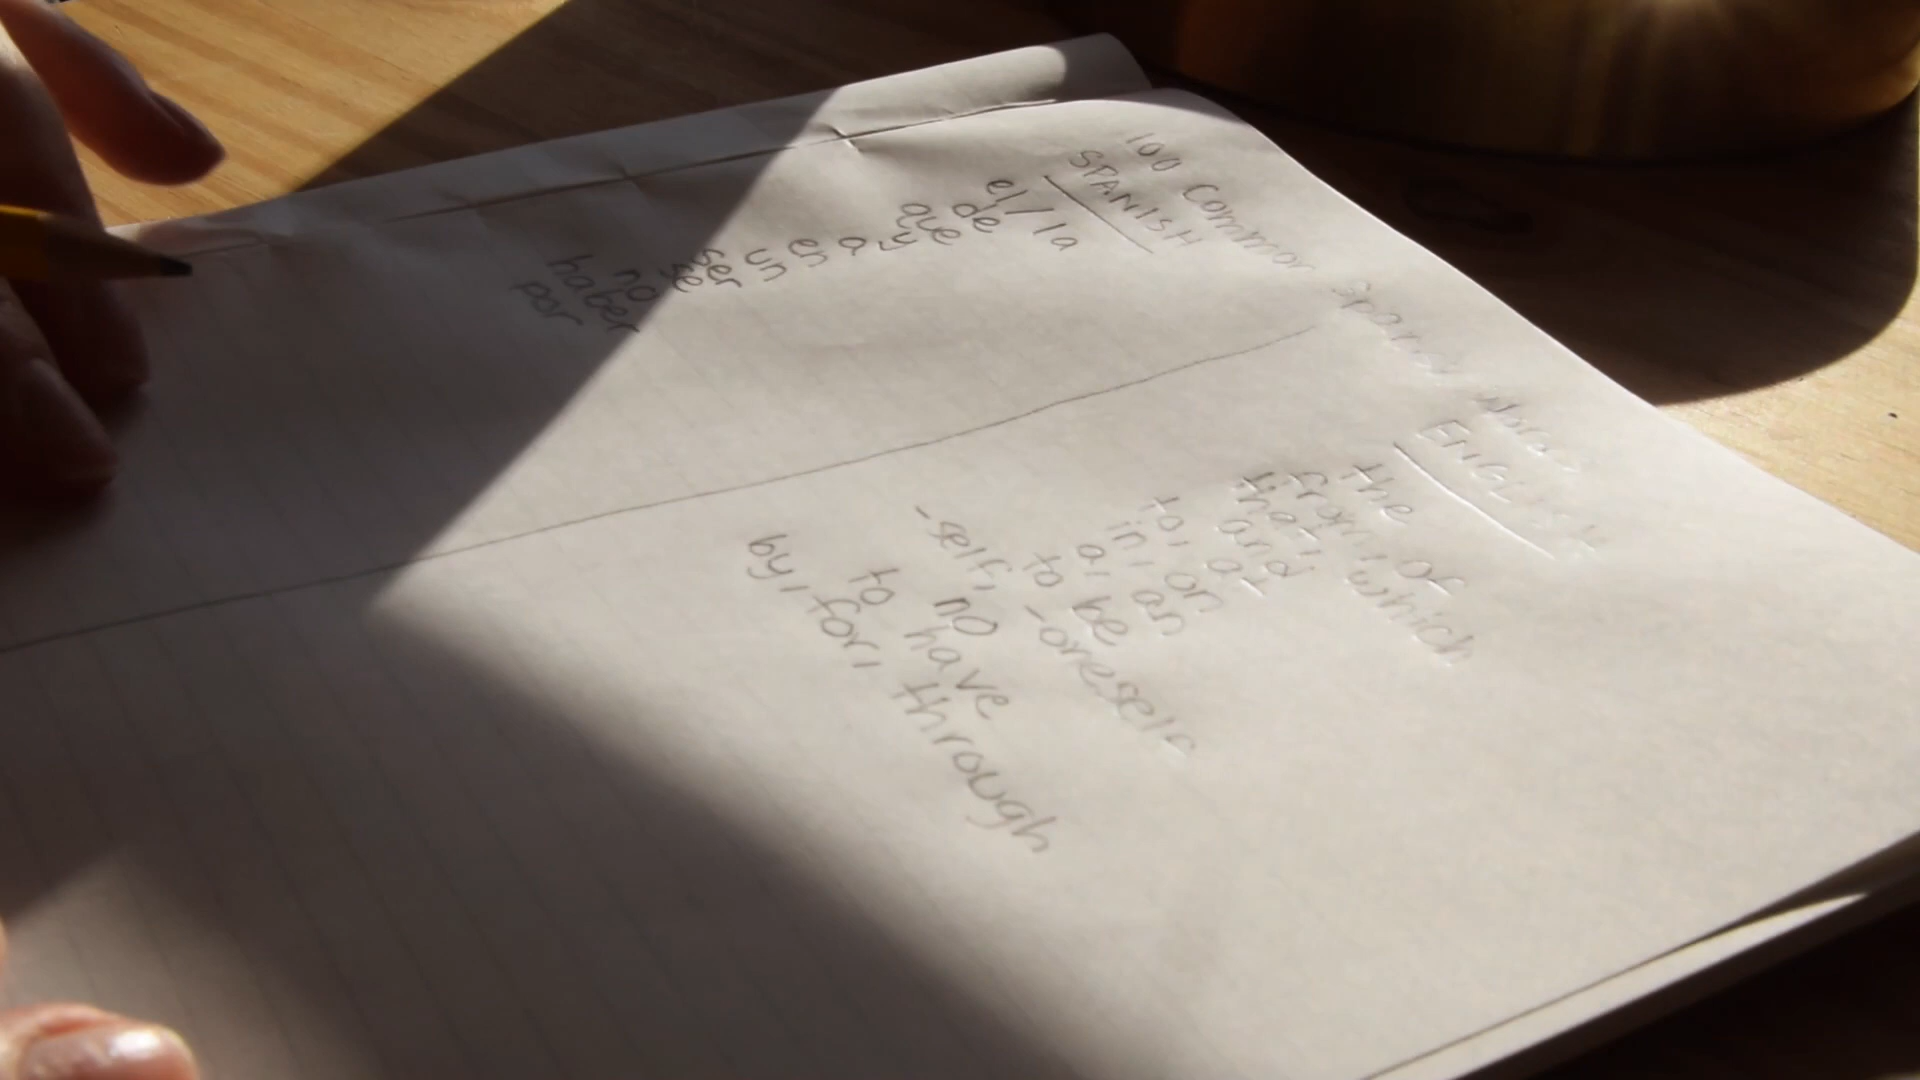 100 Common Spanish Words
SPANISH ENGLISH
el/la the
de from, of
que that, which
y and
a to, at
en in, on
un a, an
ser to be
se -self, -oneself
no no
haber to have
por by, for, through